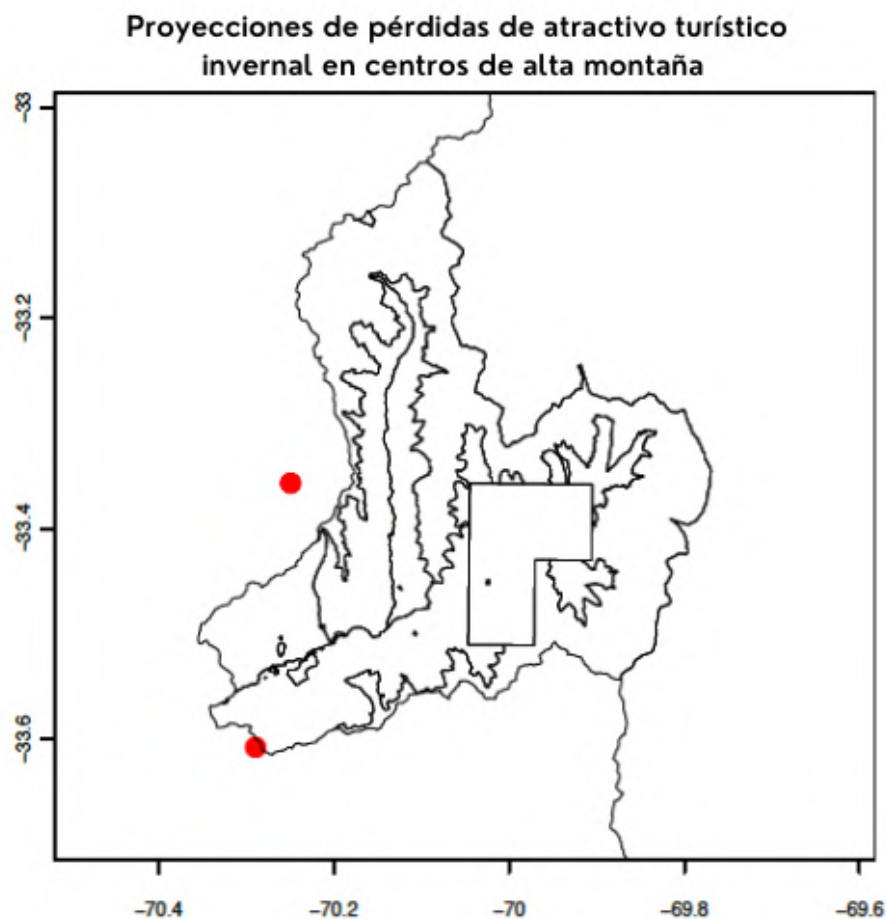 Proyecciones de pérdidas de atractivo turístico
invernal en centros de alta montaña
-33
-33.2
-33.4
-33.6
-70.4 -70.2 -70 -69.8 -69.6